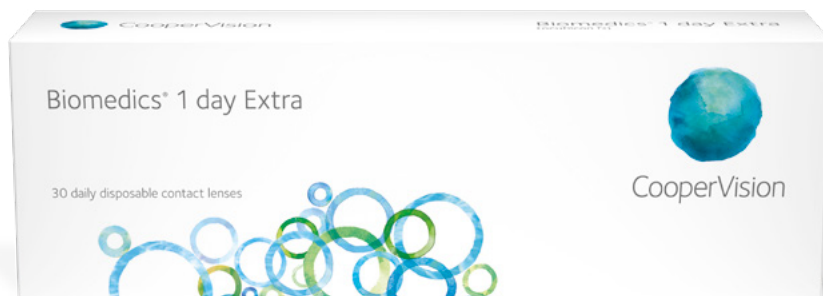 CooperVision
Biomedics® 1 day Extra
Biomedics® 1 day Extra
30 daily disposable contact lenses
CooperVision